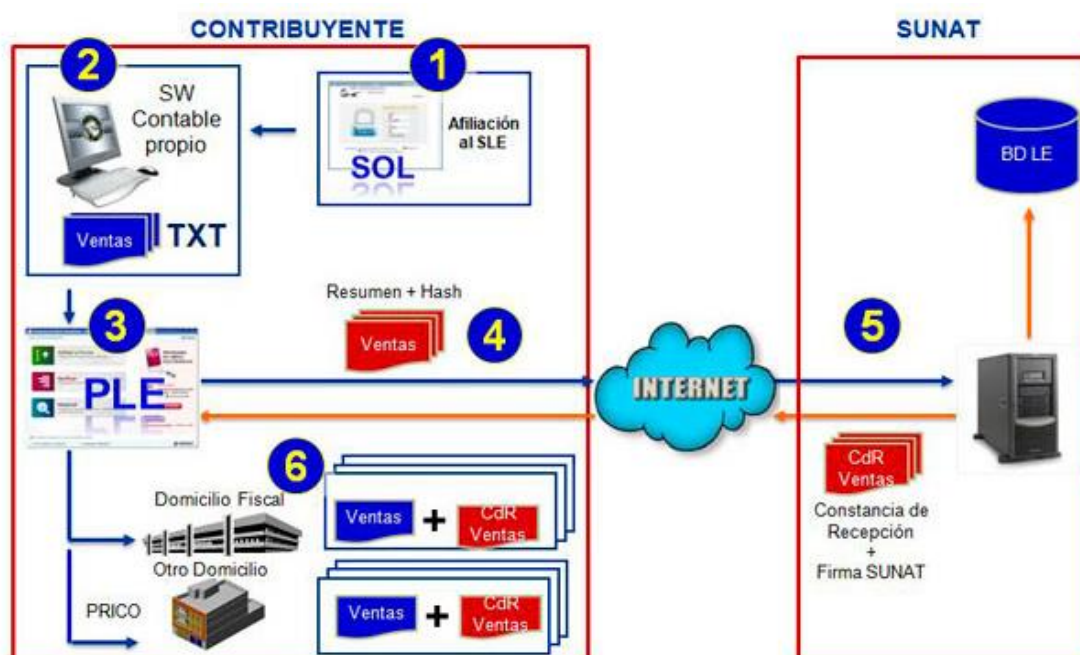 CONTRIBUYENTE
SUNAT
1
2
SW
Contable
propio
Afiliación
al SLE
SOL
BD LE
Ventas
TXT
Resumen + Hash
3
4
5
Ventas
PLE
INTERNET
6
CdR
Ventas
Domicilio Fiscal
Ventas
+
CdR
Ventas
Constancia de
Recepción
+
Firma SUNAT
Otro Domicilio
PRICO
Ventas
+
CdR
Ventas